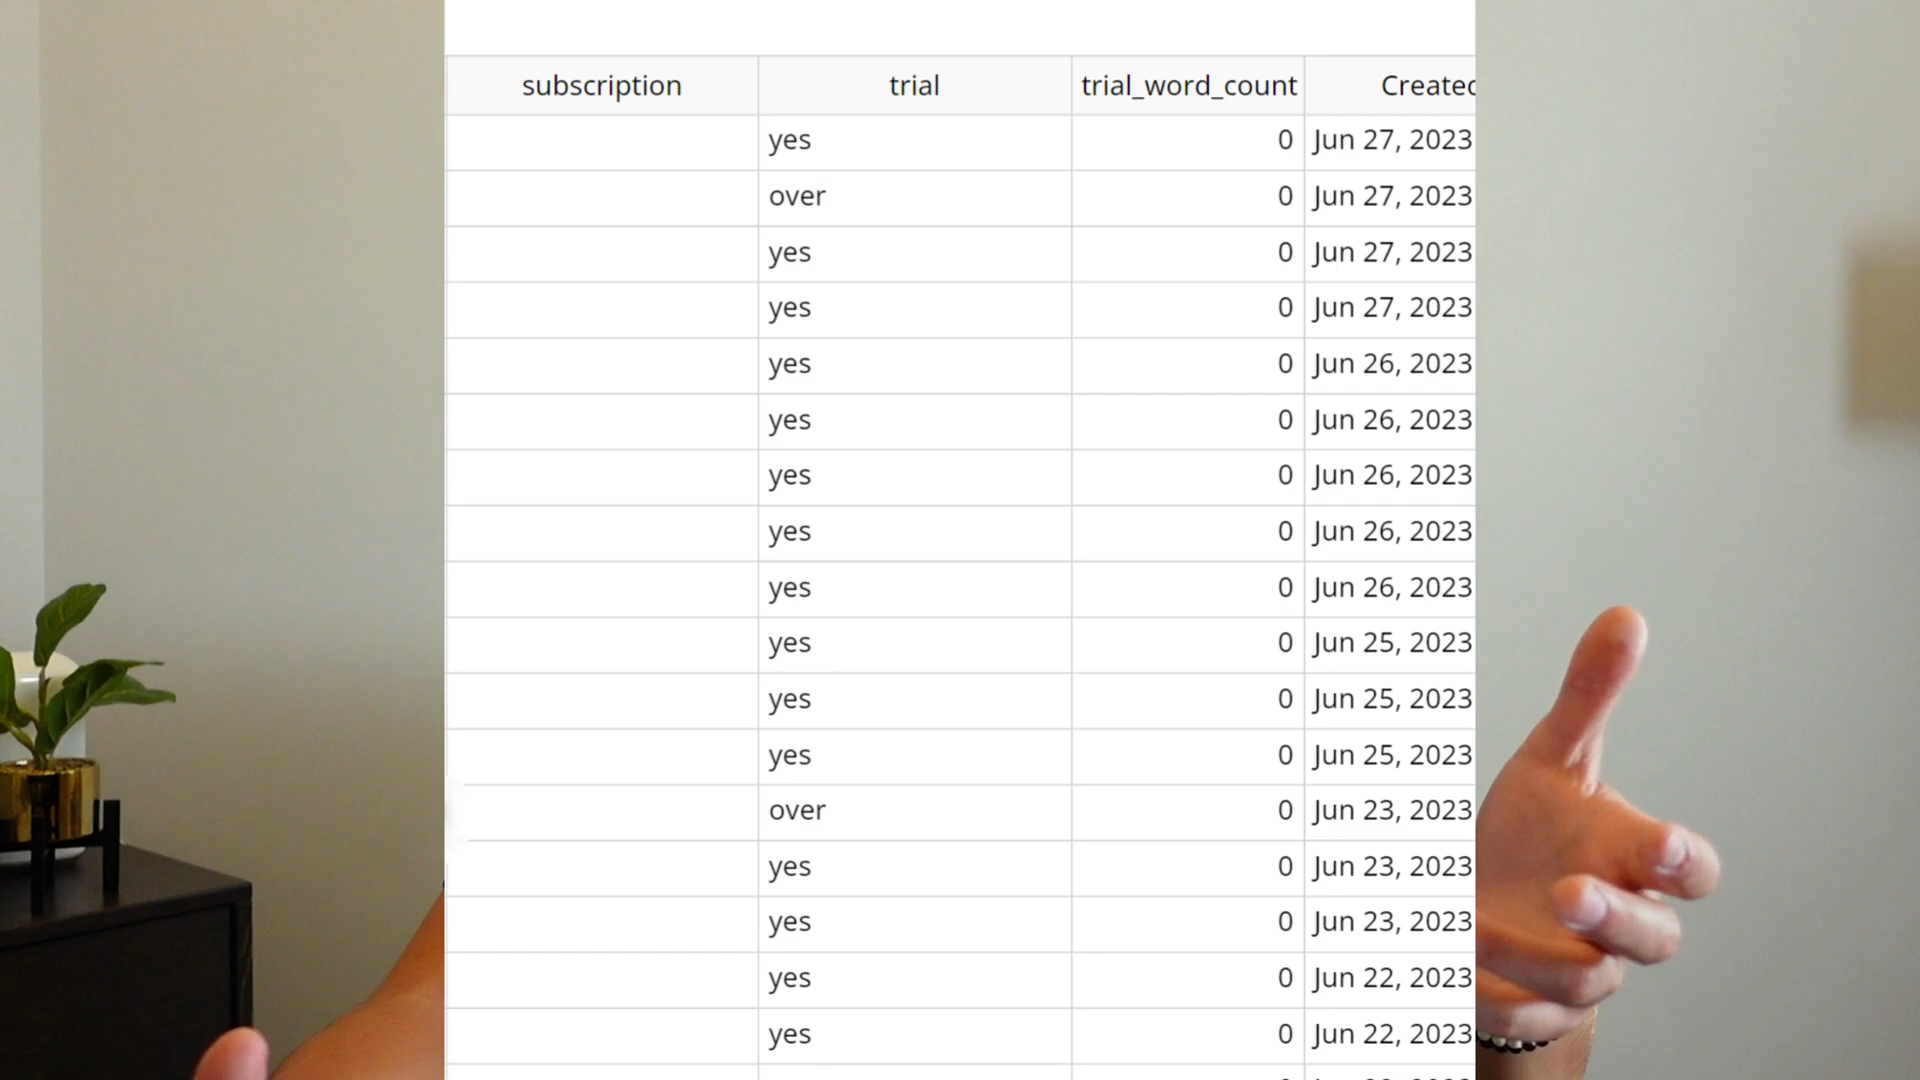 subscription trial trial_word_count Created
yes 0 Jun 27, 2023
over 0 Jun 27, 2023
yes 0 Jun 27, 2023
yes 0 Jun 27, 2023
yes 0 Jun 26, 2023
yes 0 Jun 26, 2023
yes 0 Jun 26, 2023
yes 0 Jun 26, 2023
yes 0 Jun 26, 2023
yes 0 Jun 25, 2023
yes 0 Jun 25, 2023
yes 0 Jun 25, 2023
over 0 Jun 23, 2023
yes 0 Jun 23, 2023
yes 0 Jun 23, 2023
yes 0 Jun 22, 2023
yes 0 Jun 22, 2023